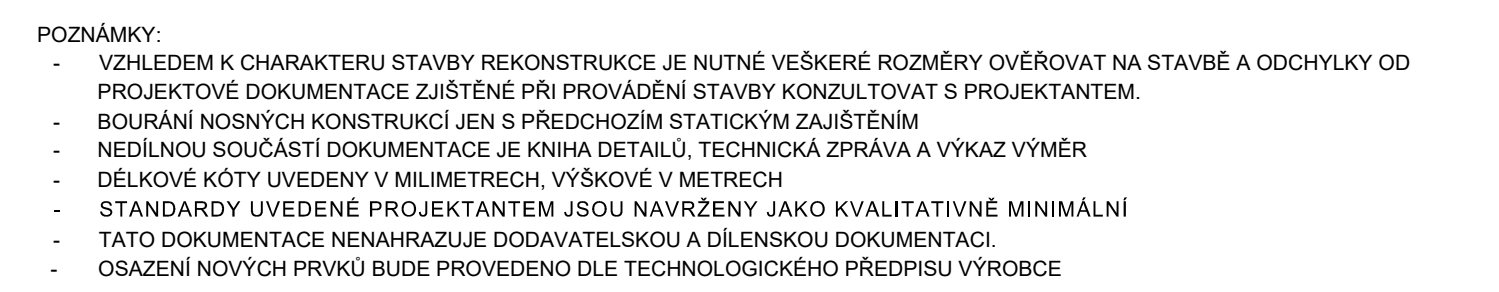 POZNÁMKY:
- VZHLEDEM K CHARAKTERU STAVBY REKONSTRUKCE JE NUTNÉ VEŠKERÉ ROZMĚRY OVĚŘOVAT NA STAVBĚ A ODCHYLKY OD
PROJEKTOVÉ DOKUMENTACE ZJIŠTĚNÉ PŘI PROVÁDĚNÍ STAVBY KONZULTOVAT S PROJEKTANTEM.
- BOURÁNÍ NOSNÝCH KONSTRUKCÍ JEN S PŘEDCHOZÍM STATICKÝM ZAJIŠTĚNÍM
- NEDÍLNOU SOUČÁSTÍ DOKUMENTACE JE KNIHA DETAILŮ, TECHNICKÁ ZPRÁVA A VÝKAZ VÝMĚR
- DÉLKOVÉ KÓTY UVEDENY V MILIMETRECH, VÝŠKOVÉ V METRECH
- STANDARDY UVEDENÉ PROJEKTANTEM JSOU NAVRŽENY JAKO KVALITATIVNĚ MINIMÁLNÍ
- TATO DOKUMENTACE NENAHRAZUJE DODAVATELSKOU A DÍLENSKOU DOKUMENTACI.
- OSAZENÍ NOVÝCH PRVKŮ BUDE PROVEDENO DLE TECHNOLOGICKÉHO PŘEDPISU VÝROBCE